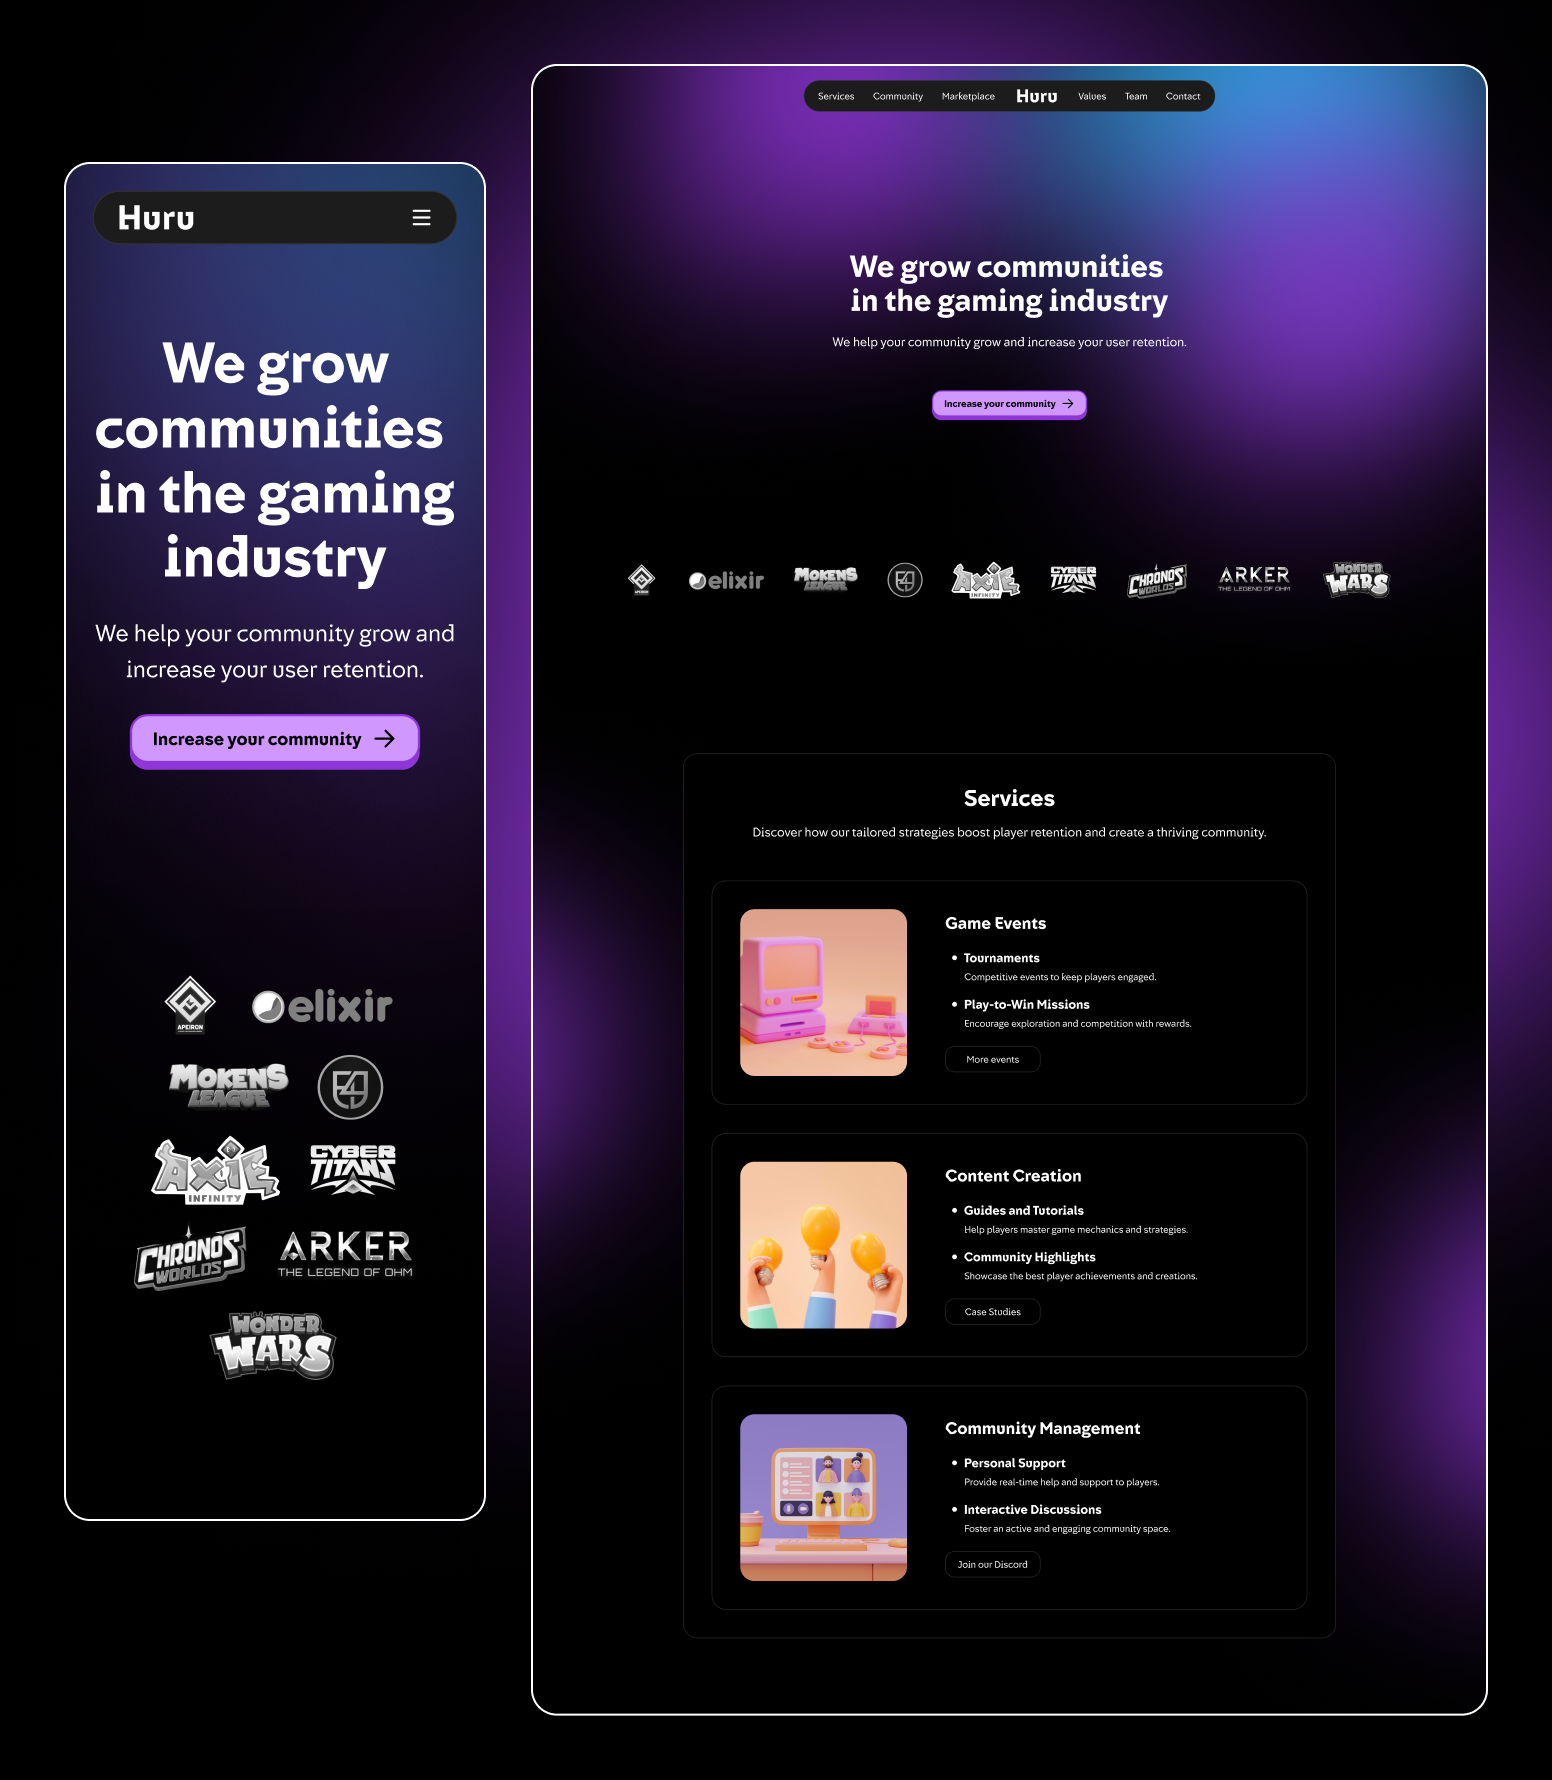 Huru
We grow
communities
in the gaming
industry
We help your community grow and
increase your user retention.
Increase your community
APEIRON
elixir
MOKENS
LEAGUE
AXIE
INFINITY
CYBER
TITANS
CHRONOS
WORLDS
ARKER
THE LEGEND OF OHM
WONDER
WARS
Services Community Marketplace Huru Values Team Contact
We grow communities
in the gaming industry
We help your community grow and increase your user retention.
Increase your community
APEIRON
elixir
MOKENS
LEAGUE
AXIE
INFINITY
CYBER
TITANS
CHRONOS
WORLDS
ARKER
THE LEGEND OF OHM
WONDER
WARS
Services
Discover how our tailored strategies boost player retention and create a thriving community.
Game Events
Tournaments
Competitive events to keep players engaged.
Play-to-Win Missions
Encourage exploration and competition with rewards.
More events
Content Creation
Guides and Tutorials
Help players master game mechanics and strategies.
Community Highlights
Showcase the best player achievements and creations.
Case Studies
Community Management
Personal Support
Provide real-time help and support to players.
Interactive Discussions
Foster an active and engaging community space.
Join our Discord